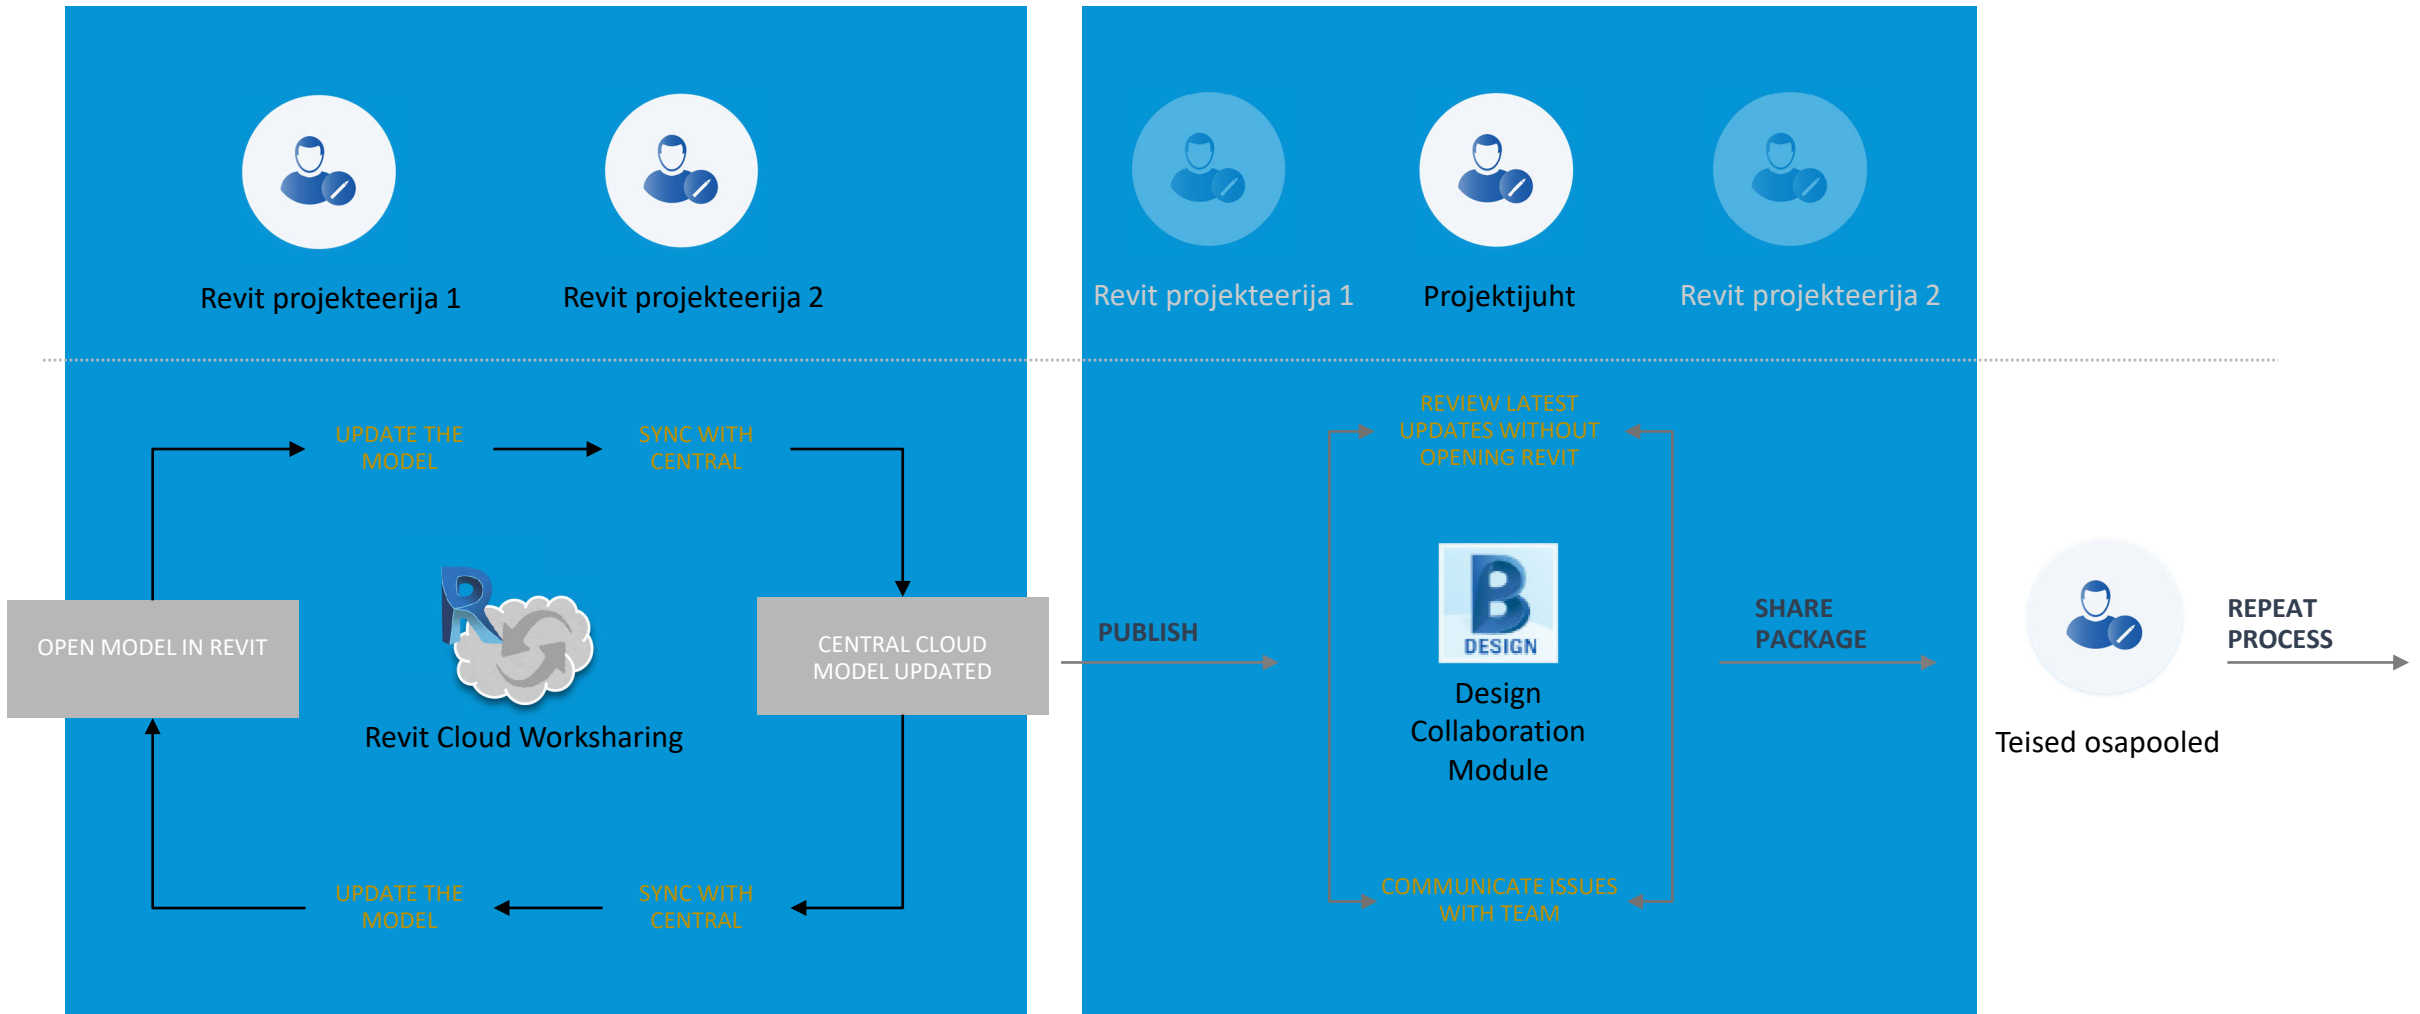 Revit projekteerija 1
Revit projekteerija 2
Revit projekteerija 1
Projektijuht
Revit projekteerija 2
UPDATE THE
MODEL
SYNC WITH
CENTRAL
OPEN MODEL IN REVIT
R
Revit Cloud Worksharing
CENTRAL CLOUD
MODEL UPDATED
UPDATE THE
MODEL
SYNC WITH
CENTRAL
PUBLISH
REVIEW LATEST
UPDATES WITHOUT
OPENING REVIT
B
DESIGN
Design
Collaboration
Module
COMMUNICATE ISSUES
WITH TEAM
SHARE
PACKAGE
Teised osapooled
REPEAT
PROCESS